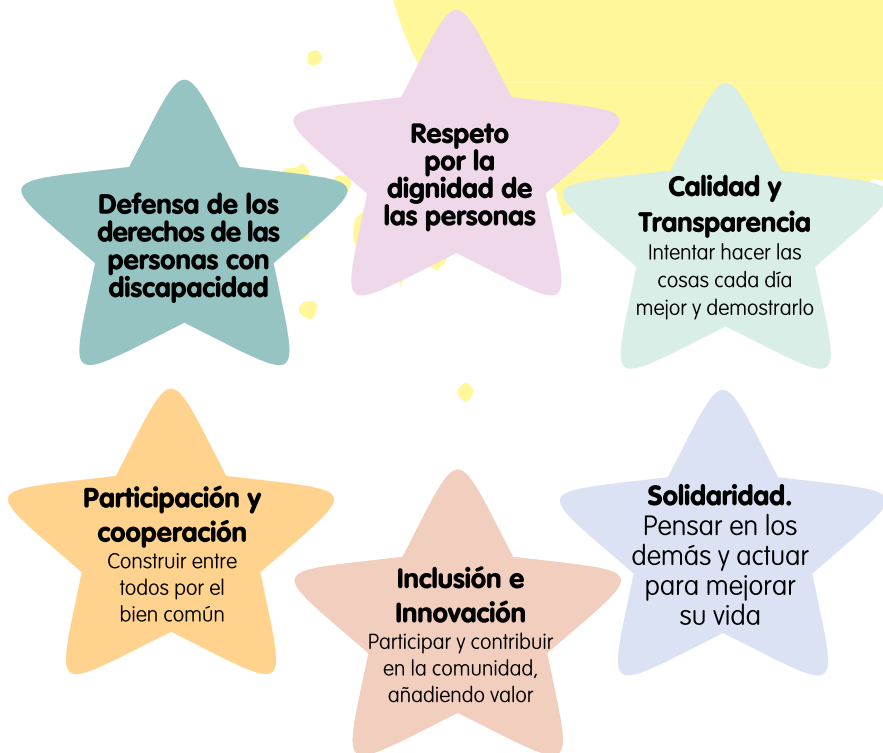 Defensa de los
derechos de las
personas con
discapacidad
Respeto
por la
dignidad de
las personas
Calidad y
Transparencia
Intentar hacer las
cosas cada día
mejor y demostrarlo
Participación y
cooperación
Construir entre
todos por el
bien común
Inclusión e
Innovación
Participar y contribuir
en la comunidad,
añadiendo valor
Solidaridad.
Pensar en los
demás y actuar
para mejorar
su vida